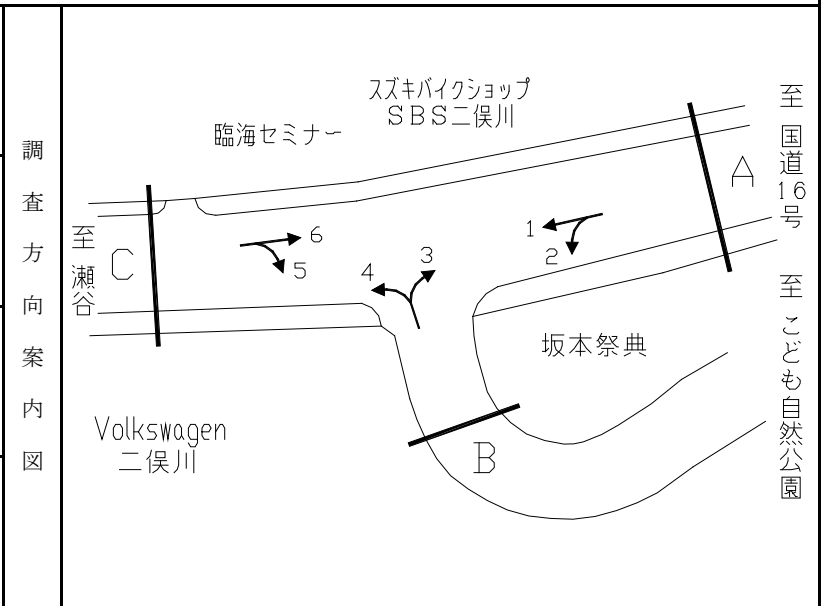 調査方向案内図
スズキバイクショップ
SBS二俣川
臨海セミナー
至 国道16号
A
至 瀬谷
C
6
5
4
3
1
2
至 こども自然公園
坂本祭典
B
Volkswagen
二俣川